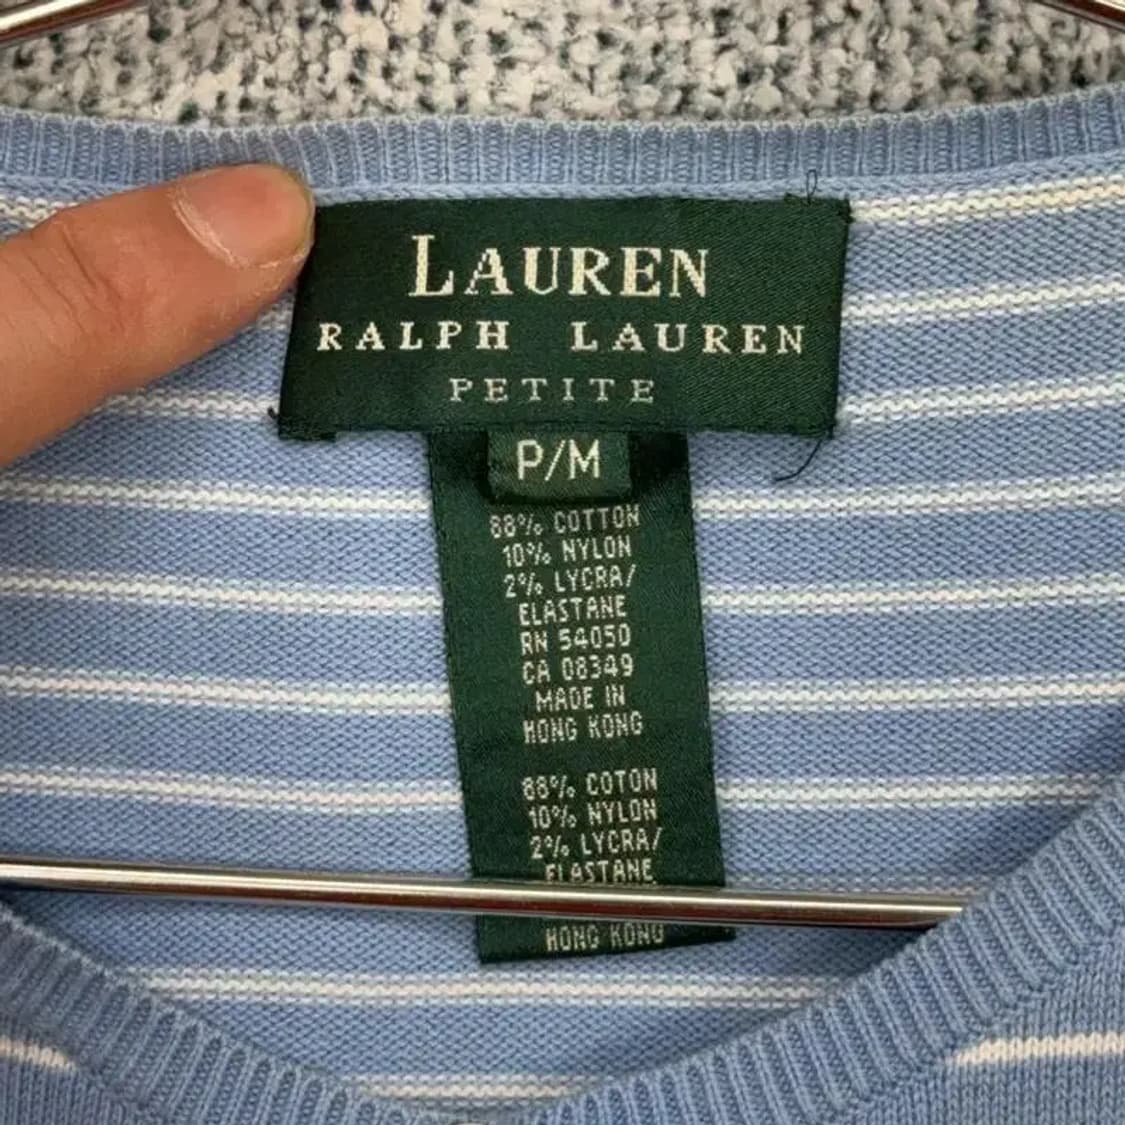 LAUREN
RALPH LAUREN
PETITE
P/M
88% COTTON
10% NYLON
2% LYCRA/
ELASTANE
RN 54050
CA 08349
MADE IN
HONG KONG
88% COTON
10% NYLON
2% LYCRA/
ELASTANE
HONG KONG